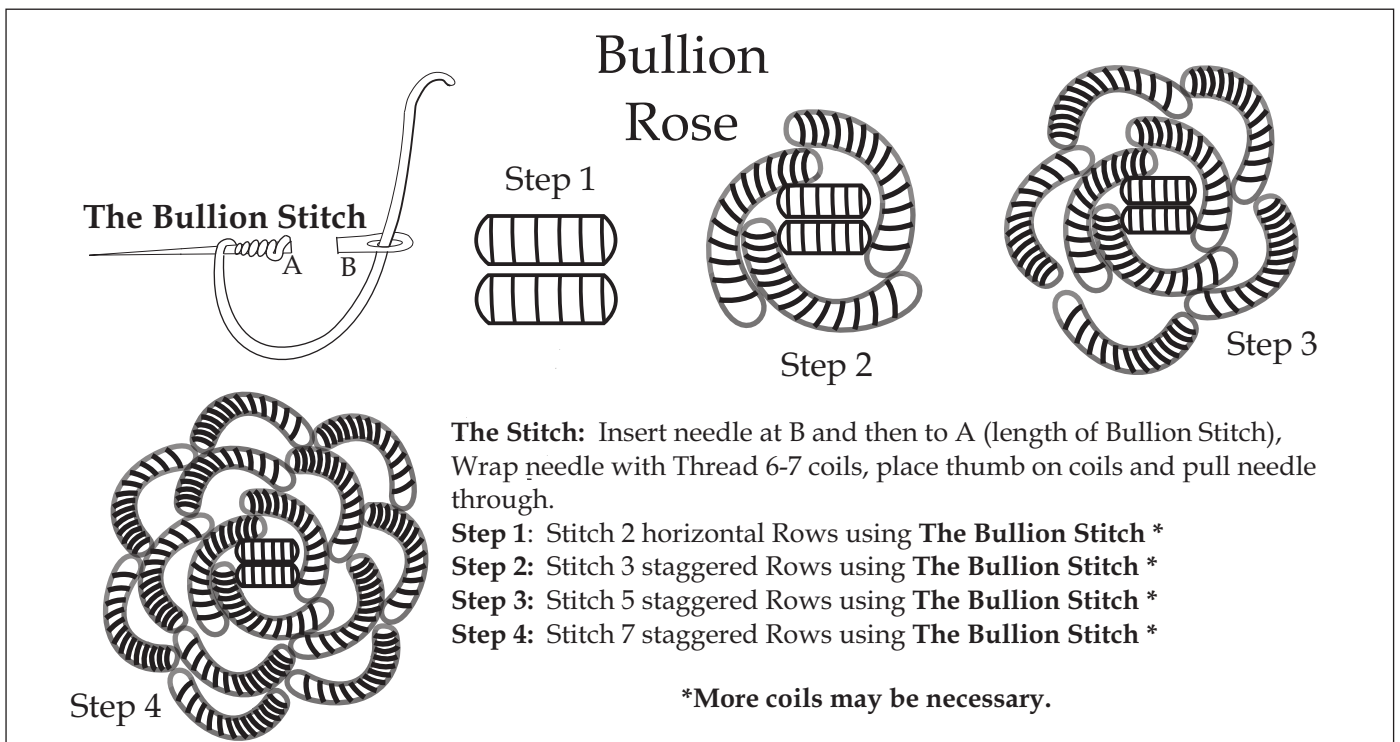 Bullion
Rose
The Bullion Stitch
A
B
Step 1
Step 2
Step 3
Step 4
The Stitch: Insert needle at B and then to A (length of Bullion Stitch),
Wrap needle with Thread 6-7 coils, place thumb on coils and pull needle
through.
Step 1: Stitch 2 horizontal Rows using The Bullion Stitch *
Step 2: Stitch 3 staggered Rows using The Bullion Stitch *
Step 3: Stitch 5 staggered Rows using The Bullion Stitch *
Step 4: Stitch 7 staggered Rows using The Bullion Stitch *
*More coils may be necessary.